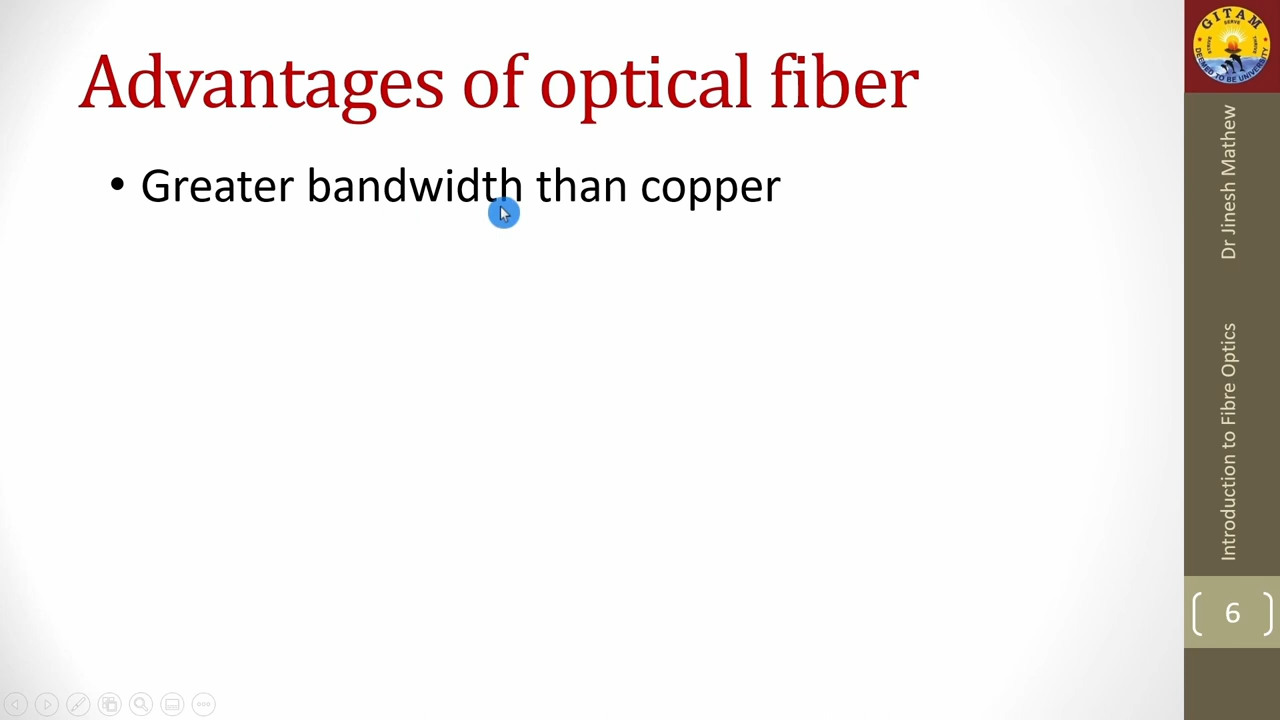 Advantages of optical fiber
• Greater bandwidth than copper
GITAM
DEEMED TO BE UNIVERSITY
Dr Jinesh Mathew
Introduction to Fibre Optics
6